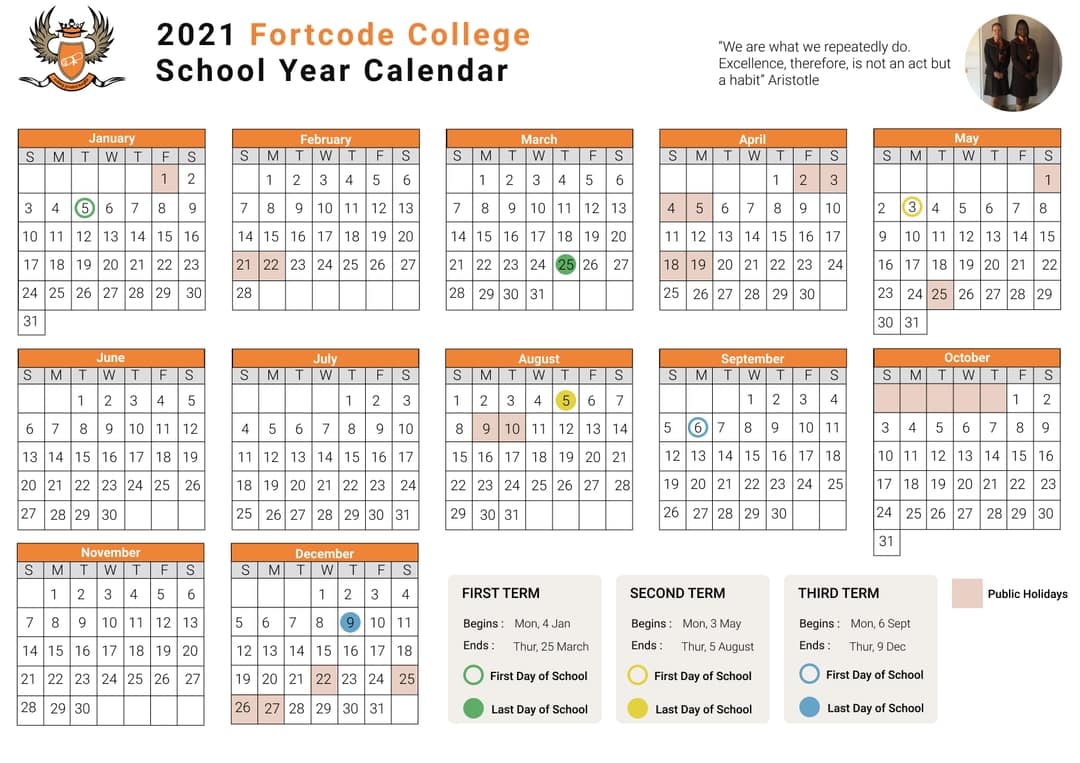 2021 Fortcode College
School Year Calendar
“We are what we repeatedly do.
Excellence, therefore, is not an act but
a habit” Aristotle
January
S M T W T F S
1 2
3 4 5 6 7 8 9
10 11 12 13 14 15 16
17 18 19 20 21 22 23
24 25 26 27 28 29 30
31
February
S M T W T F S
1 2 3 4 5 6
7 8 9 10 11 12 13
14 15 16 17 18 19 20
21 22 23 24 25 26 27
28
March
S M T W T F S
1 2 3 4 5 6
7 8 9 10 11 12 13
14 15 16 17 18 19 20
21 22 23 24 25 26 27
28 29 30 31
April
S M T W T F S
1 2 3
4 5 6 7 8 9 10
11 12 13 14 15 16 17
18 19 20 21 22 23 24
25 26 27 28 29 30
May
S M T W T F S
1
2 3 4 5 6 7 8
9 10 11 12 13 14 15
16 17 18 19 20 21 22
23 24 25 26 27 28 29
30 31
June
S M T W T F S
1 2 3 4 5
6 7 8 9 10 11 12
13 14 15 16 17 18 19
20 21 22 23 24 25 26
27 28 29 30
July
S M T W T F S
1 2 3
4 5 6 7 8 9 10
11 12 13 14 15 16 17
18 19 20 21 22 23 24
25 26 27 28 29 30 31
August
S M T W T F S
1 2 3 4 5 6 7
8 9 10 11 12 13 14
15 16 17 18 19 20 21
22 23 24 25 26 27 28
29 30 31
September
S M T W T F S
1 2 3 4
5 6 7 8 9 10 11
12 13 14 15 16 17 18
19 20 21 22 23 24 25
26 27 28 29 30
October
S M T W T F S
1 2
3 4 5 6 7 8 9
10 11 12 13 14 15 16
17 18 19 20 21 22 23
24 25 26 27 28 29 30
31
November
S M T W T F S
1 2 3 4 5 6
7 8 9 10 11 12 13
14 15 16 17 18 19 20
21 22 23 24 25 26 27
28 29 30
December
S M T W T F S
1 2 3 4
5 6 7 8 9 10 11
12 13 14 15 16 17 18
19 20 21 22 23 24 25
26 27 28 29 30 31
FIRST TERM
Begins : Mon, 4 Jan
Ends : Thur, 25 March
First Day of School
Last Day of School
SECOND TERM
Begins : Mon, 3 May
Ends : Thur, 5 August
First Day of School
Last Day of School
THIRD TERM
Begins : Mon, 6 Sept
Ends : Thur, 9 Dec
First Day of School
Last Day of School
Public Holidays